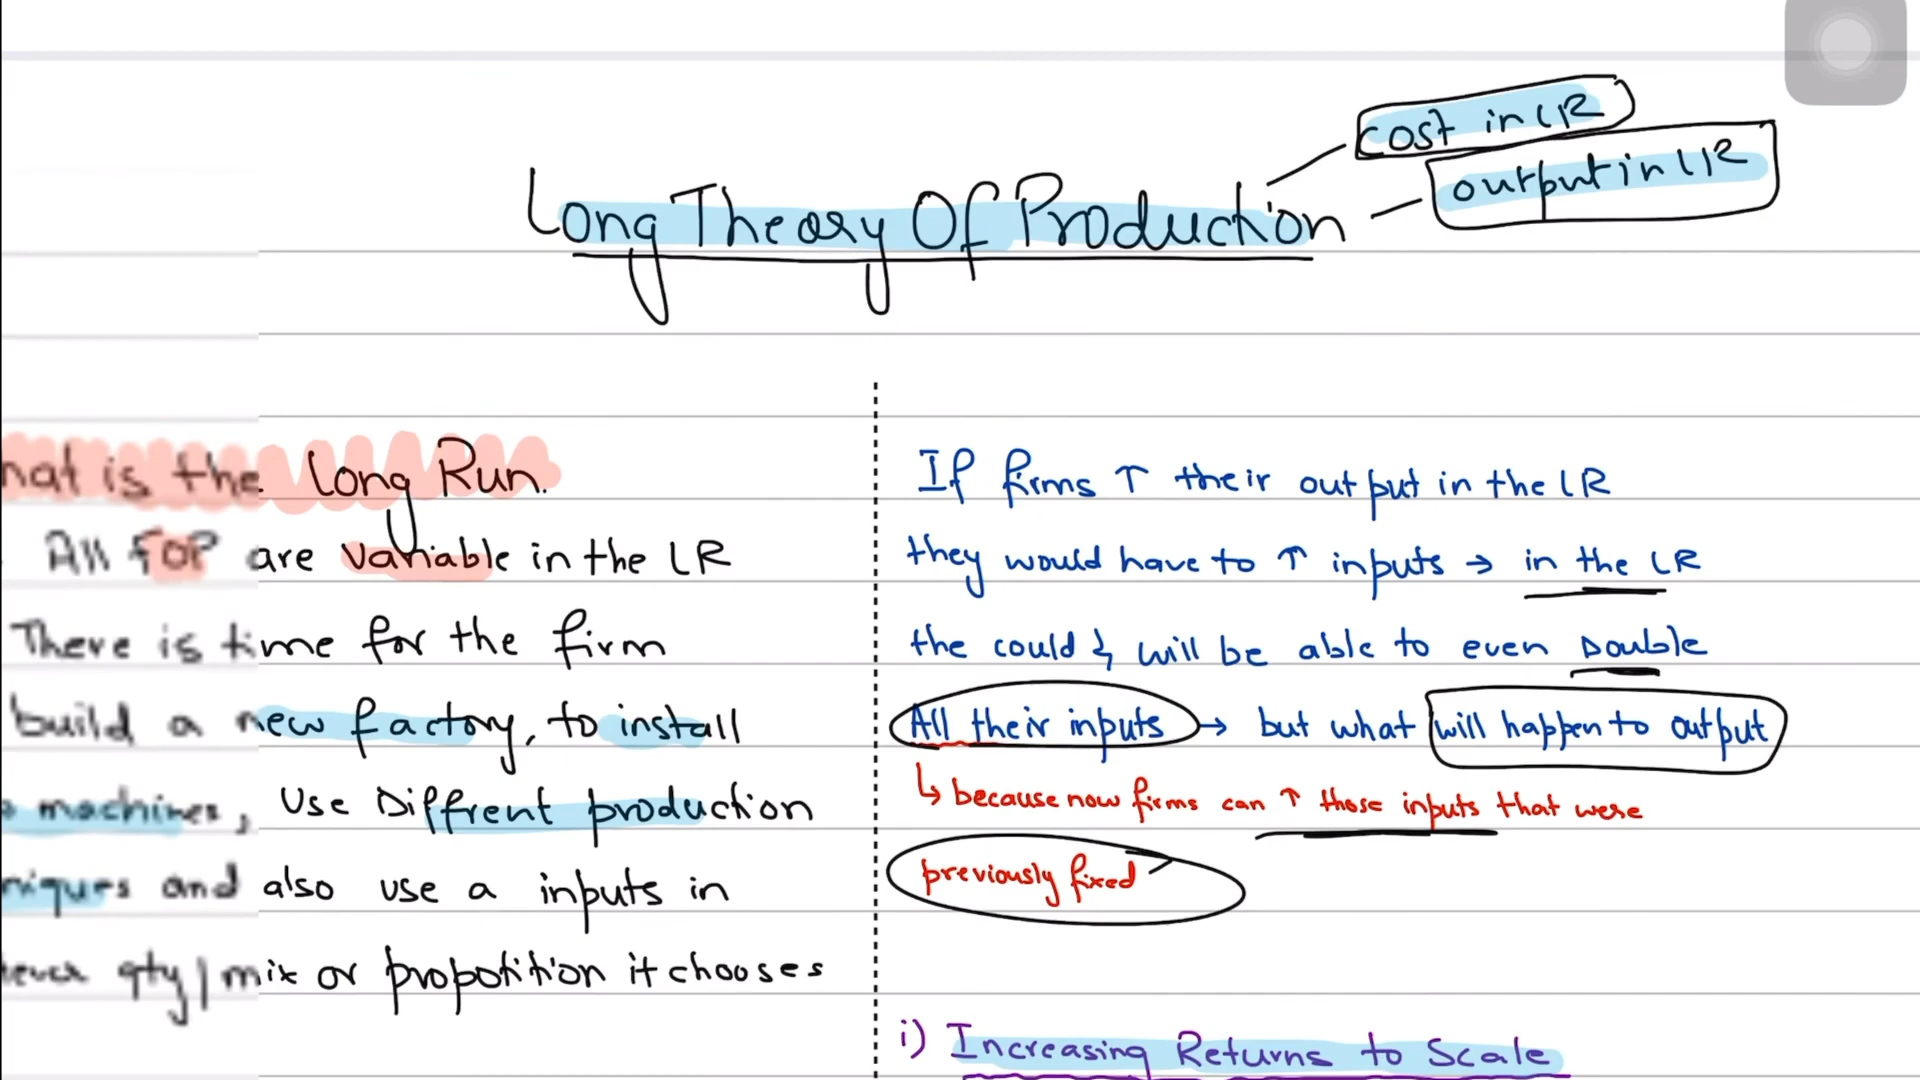 cost in LR
output in LR
Long Theory Of Production
hat is the Long Run.
All FOP are variable in the LR
There is time for the firm
build a new factory, to install
machines, Use Diffrent production
niques and also use a inputs in
qty/mix or propotition it chooses
If firms ↑ their output in the LR
they would have to ↑ inputs → in the LR
the could & will be able to even Double
All their inputs → but what will happen to output
↳ because now firms can ↑ those inputs that were
previously fixed
i) Increasing Returns to Scale